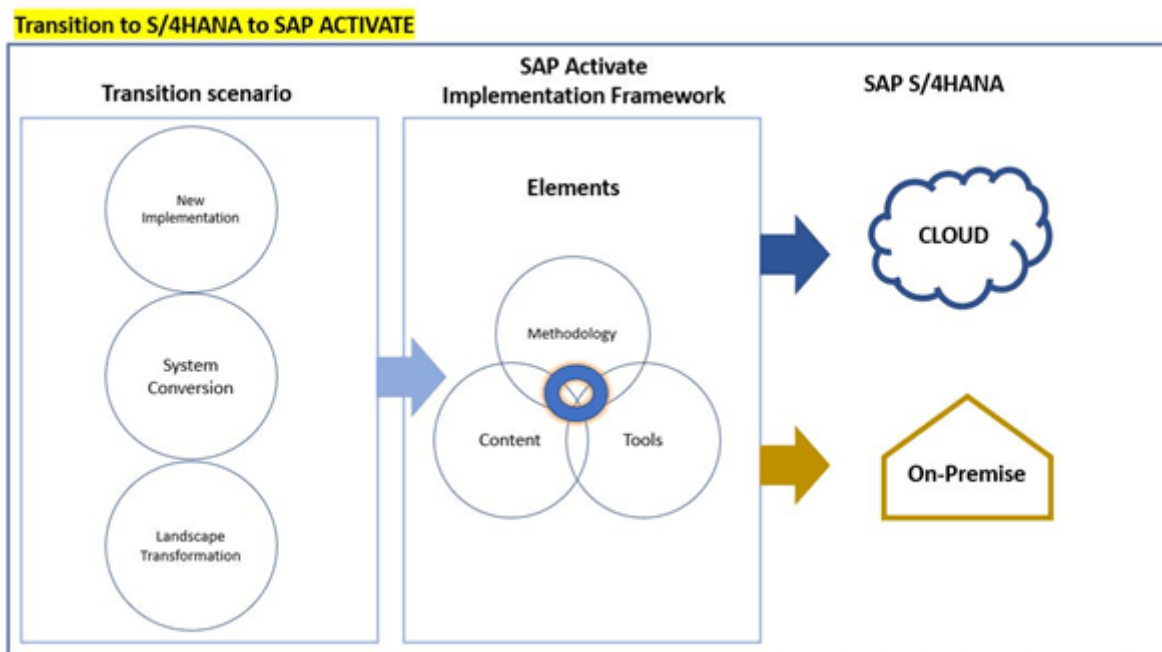 Transition to S/4HANA to SAP ACTIVATE
Transition scenario
New
Implementation
System
Conversion
Landscape
Transformation
SAP Activate
Implementation Framework
Elements
Methodology
Content
Tools
SAP S/4HANA
CLOUD
On-Premise